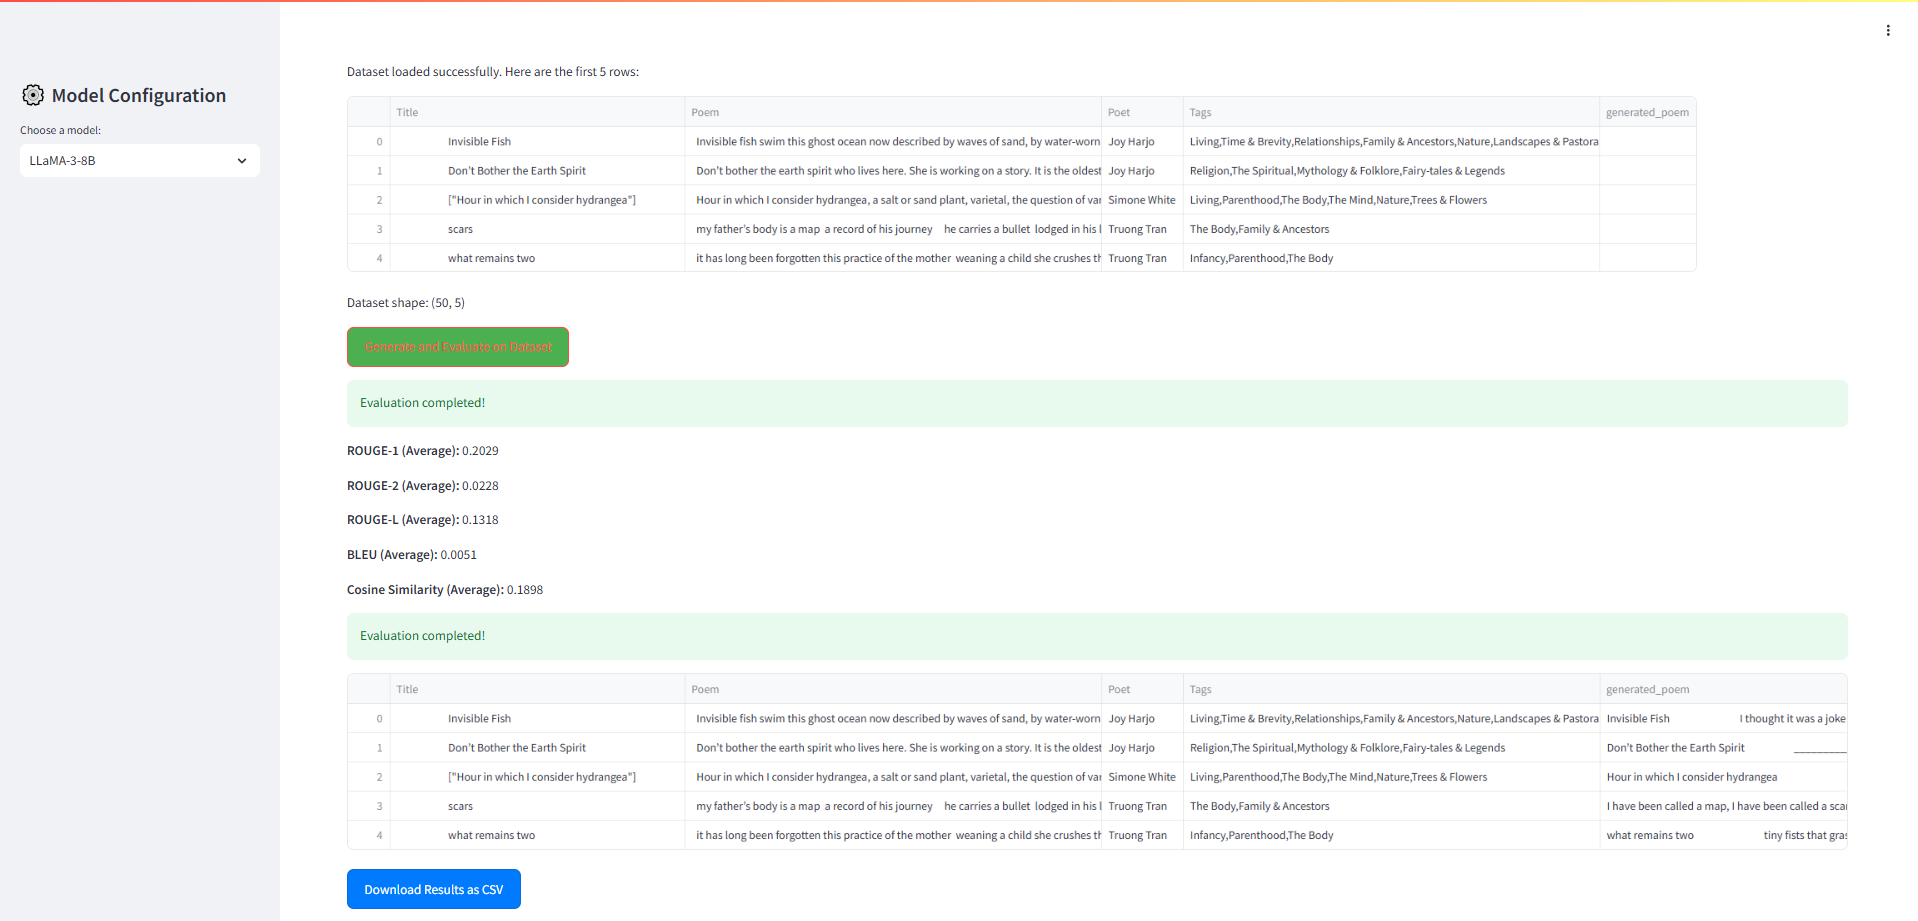 Model Configuration
Choose a model:
LLaMA-3-8B
Dataset loaded successfully. Here are the first 5 rows:
Title Poem Poet Tags generated_poem
0 Invisible Fish Invisible fish swim this ghost ocean now described by waves of sand, by water-worn Joy Harjo Living,Time & Brevity,Relationships,Family & Ancestors,Nature,Landscapes & Pastora
1 Don't Bother the Earth Spirit Don't bother the earth spirit who lives here. She is working on a story. It is the oldest Joy Harjo Religion,The Spiritual,Mythology & Folklore,Fairy-tales & Legends
2 ["Hour in which I consider hydrangea"] Hour in which I consider hydrangea, a salt or sand plant, varietal, the question of var Simone White Living,Parenthood,The Body,The Mind,Nature,Trees & Flowers
3 scars my father's body is a map a record of his journey he carries a bullet lodged in his l Truong Tran The Body,Family & Ancestors
4 what remains two it has long been forgotten this practice of the mother weaning a child she crushes th Truong Tran Infancy,Parenthood,The Body
Dataset shape: (50, 5)
Generate and Evaluate on Dataset
Evaluation completed!
ROUGE-1 (Average): 0.2029
ROUGE-2 (Average): 0.0228
ROUGE-L (Average): 0.1318
BLEU (Average): 0.0051
Cosine Similarity (Average): 0.1898
Evaluation completed!
Title Poem Poet Tags generated_poem
0 Invisible Fish Invisible fish swim this ghost ocean now described by waves of sand, by water-worn Joy Harjo Living,Time & Brevity,Relationships,Family & Ancestors,Nature,Landscapes & Pastora Invisible Fish I thought it was a joke
1 Don't Bother the Earth Spirit Don't bother the earth spirit who lives here. She is working on a story. It is the oldest Joy Harjo Religion,The Spiritual,Mythology & Folklore,Fairy-tales & Legends Don't Bother the Earth Spirit _________
2 ["Hour in which I consider hydrangea"] Hour in which I consider hydrangea, a salt or sand plant, varietal, the question of var Simone White Living,Parenthood,The Body,The Mind,Nature,Trees & Flowers Hour in which I consider hydrangea
3 scars my father's body is a map a record of his journey he carries a bullet lodged in his l Truong Tran The Body,Family & Ancestors I have been called a map, I have been called a scar
4 what remains two it has long been forgotten this practice of the mother weaning a child she crushes th Truong Tran Infancy,Parenthood,The Body what remains two tiny fists that gras
Download Results as CSV